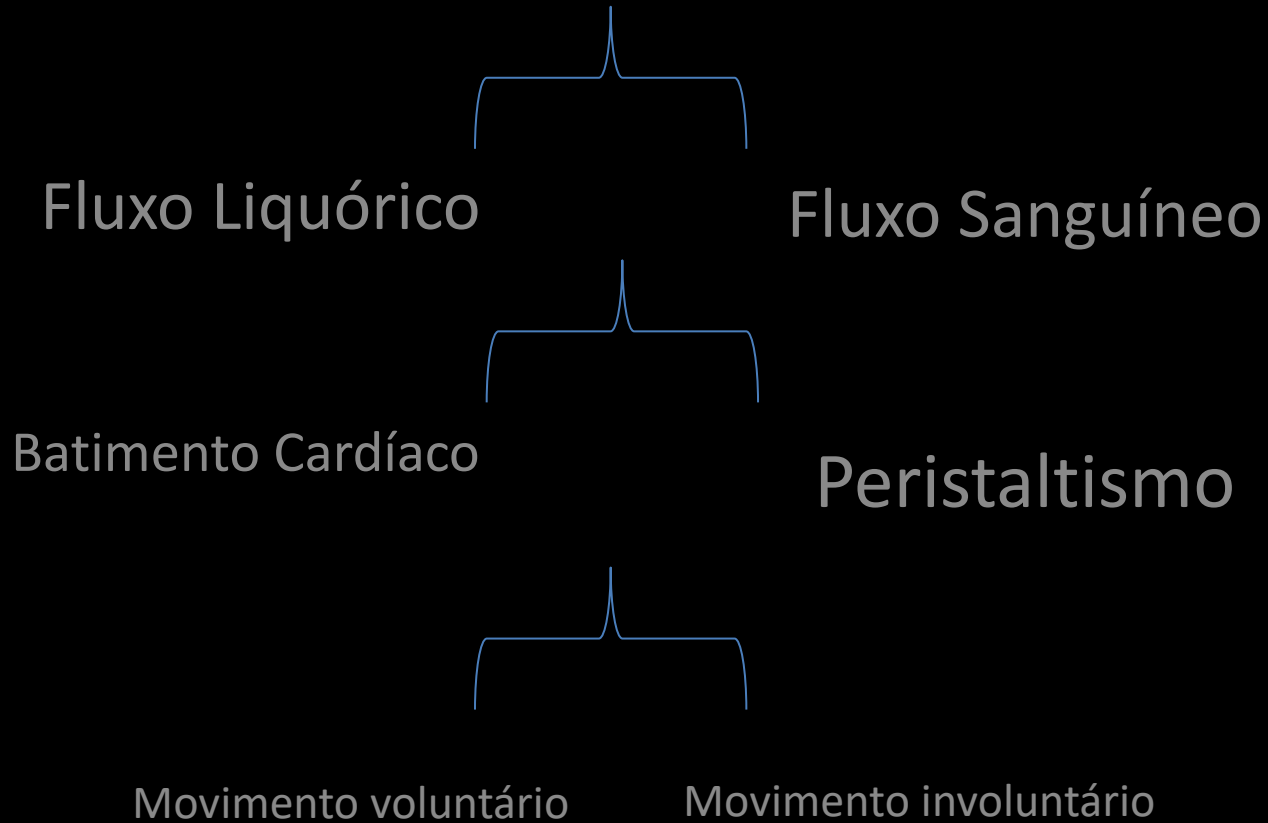 Fluxo Liquórico
Fluxo Sanguíneo
Batimento Cardíaco
Peristaltismo
Movimento voluntário
Movimento involuntário